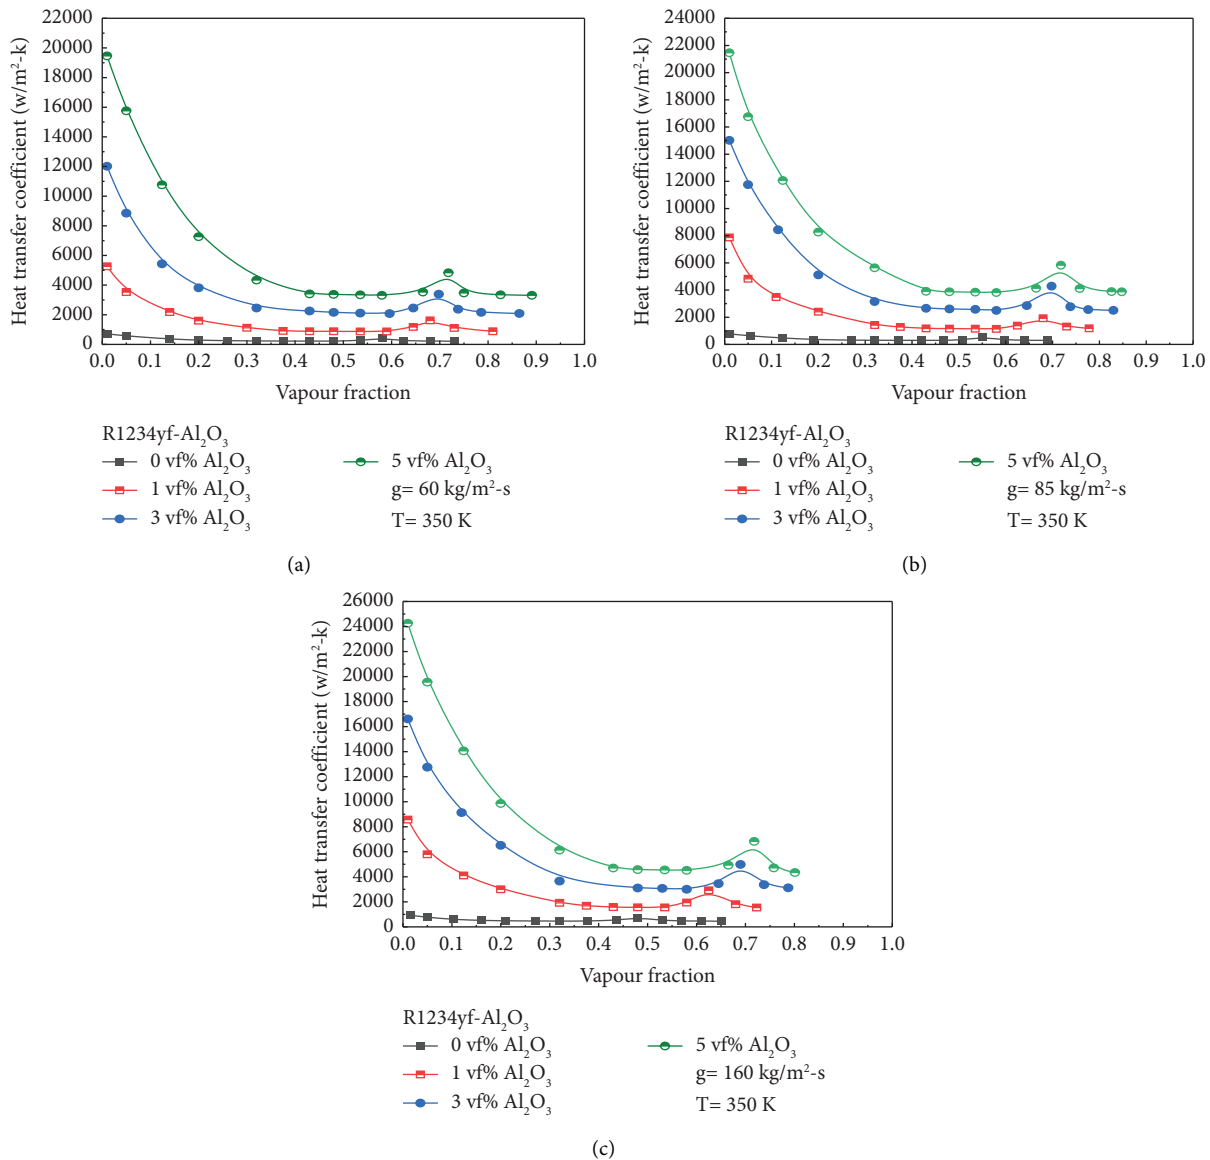 22000
20000
18000
16000
14000
12000
10000
8000
6000
4000
2000
0
Heat transfer coefficient (w/m²-k)
0.0 0.1 0.2 0.3 0.4 0.5 0.6 0.7 0.8 0.9 1.0
Vapour fraction
R1234yf-Al₂O₃
0 vf% Al₂O₃
1 vf% Al₂O₃
3 vf% Al₂O₃
5 vf% Al₂O₃
g= 60 kg/m²-s
T= 350 K
(a)
24000
22000
20000
18000
16000
14000
12000
10000
8000
6000
4000
2000
0
Heat transfer coefficient (w/m²-k)
0.0 0.1 0.2 0.3 0.4 0.5 0.6 0.7 0.8 0.9 1.0
Vapour fraction
R1234yf-Al₂O₃
0 vf% Al₂O₃
1 vf% Al₂O₃
3 vf% Al₂O₃
5 vf% Al₂O₃
g= 85 kg/m²-s
T= 350 K
(b)
26000
24000
22000
20000
18000
16000
14000
12000
10000
8000
6000
4000
2000
0
Heat transfer coefficient (w/m²-k)
0.0 0.1 0.2 0.3 0.4 0.5 0.6 0.7 0.8 0.9 1.0
Vapour fraction
R1234yf-Al₂O₃
0 vf% Al₂O₃
1 vf% Al₂O₃
3 vf% Al₂O₃
5 vf% Al₂O₃
g= 160 kg/m²-s
T= 350 K
(c)